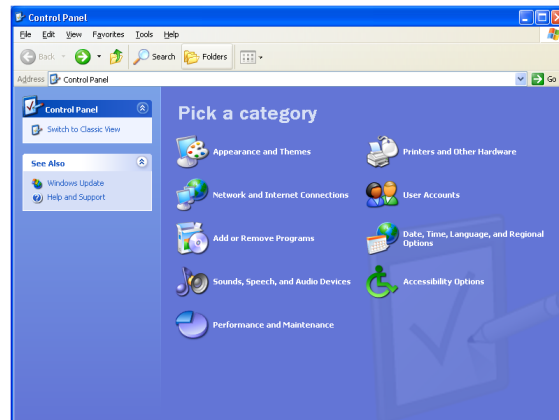 Control Panel
File Edit View Favorites Tools Help
Back Search Folders
Address Control Panel Go
Control Panel
Switch to Classic View
See Also
Windows Update
Help and Support
Pick a category
Appearance and Themes
Printers and Other Hardware
Network and Internet Connections
User Accounts
Add or Remove Programs
Date, Time, Language, and Regional
Options
Sounds, Speech, and Audio Devices
Accessibility Options
Performance and Maintenance